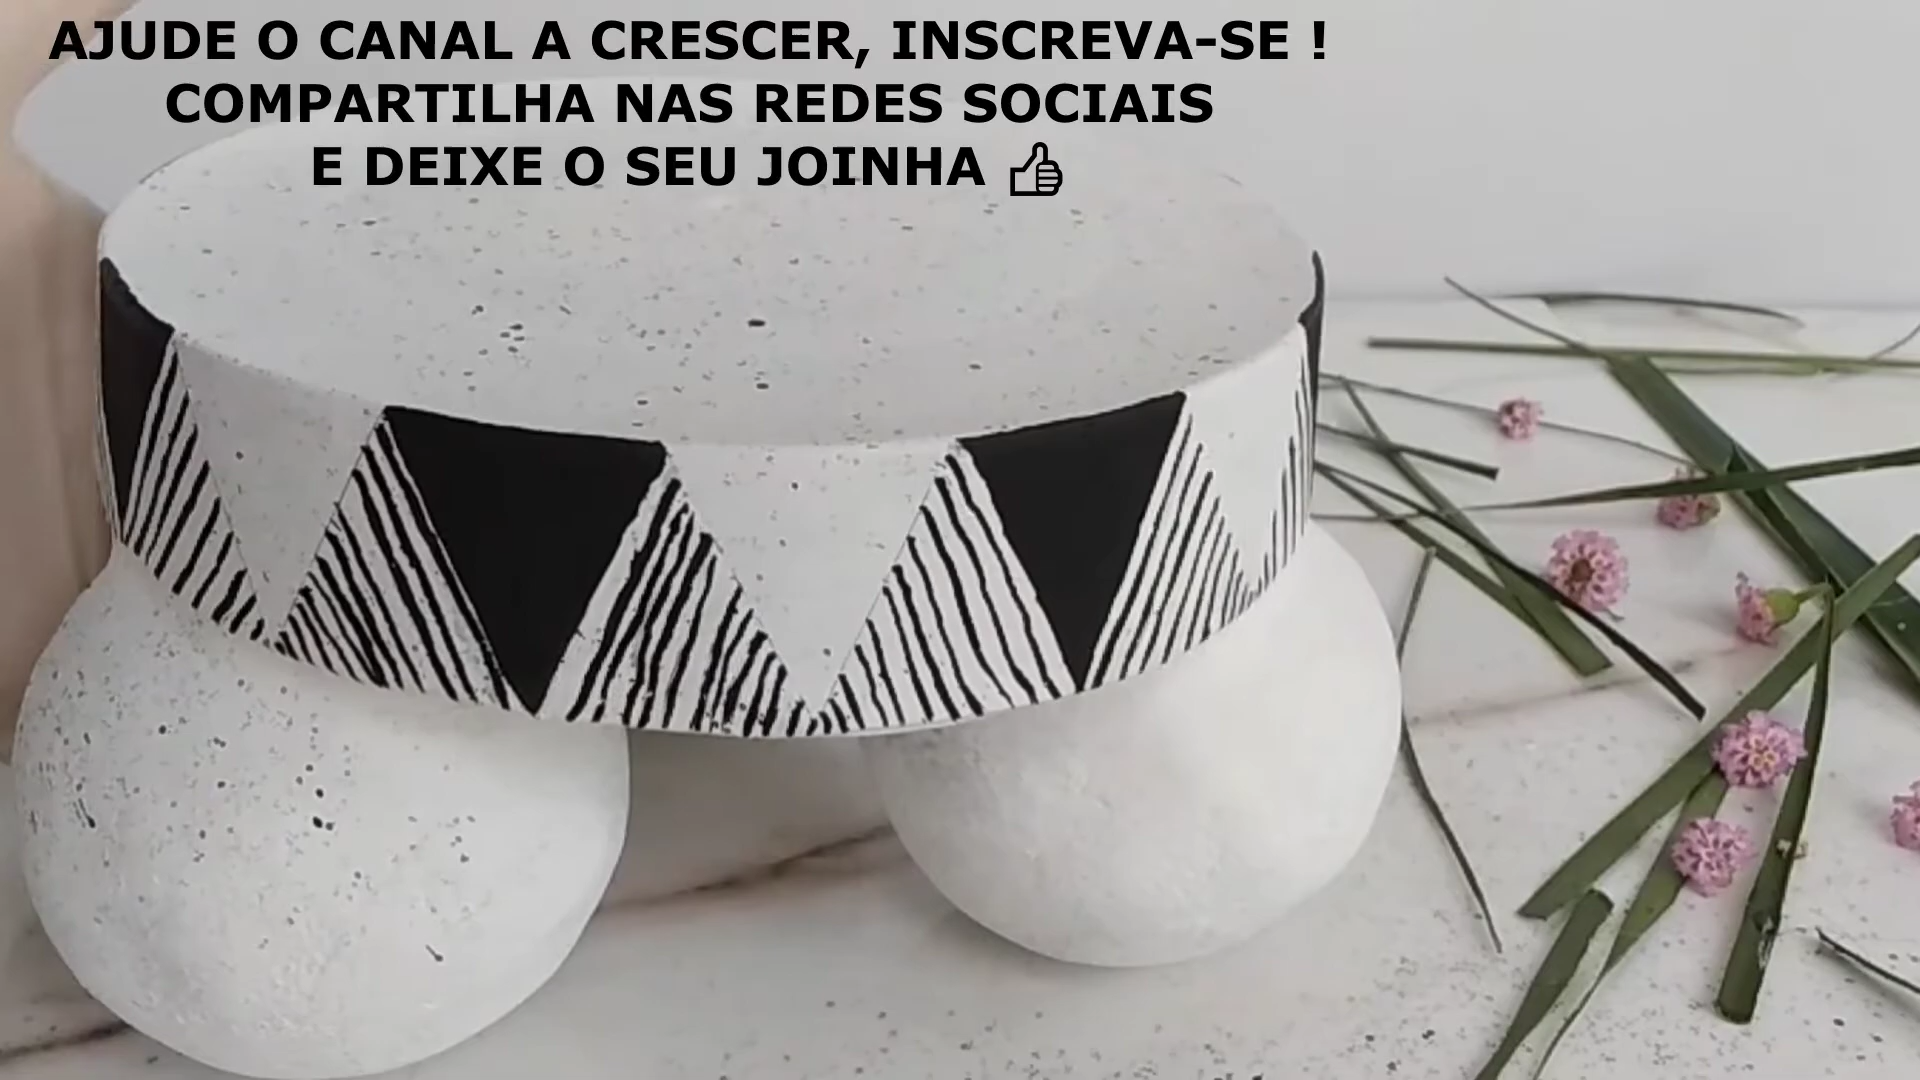 AJUDE O CANAL A CRESCER, INSCREVA-SE !
COMPARTILHA NAS REDES SOCIAIS
E DEIXE O SEU JOINHA 👍